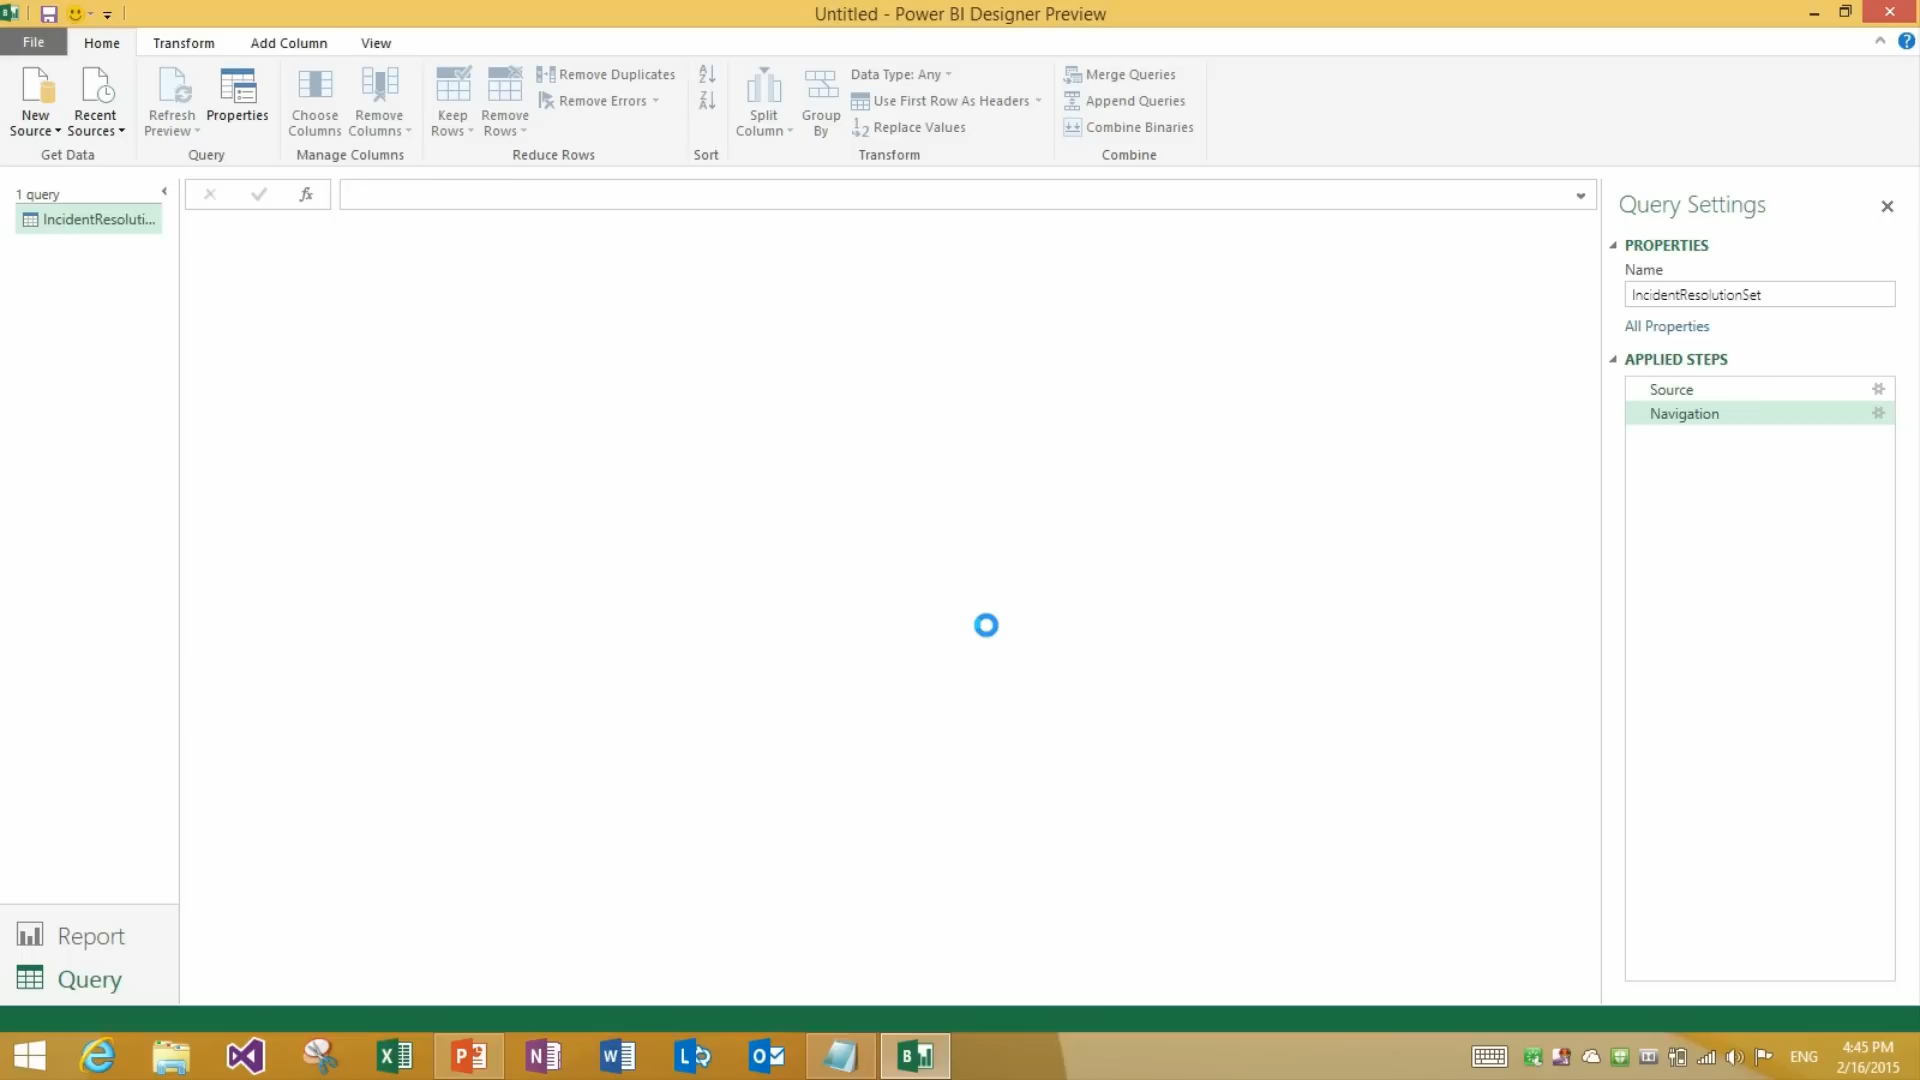 Untitled - Power BI Designer Preview
File Home Transform Add Column View
New Source Recent Sources Refresh Preview Properties Choose Columns Remove Columns Keep Rows Remove Rows
Remove Duplicates
Remove Errors
Split Column Group By
Data Type: Any
Use First Row As Headers
Replace Values
Merge Queries
Append Queries
Combine Binaries
Get Data Query Manage Columns Reduce Rows Sort Transform Combine
1 query
IncidentResoluti...
fx
Query Settings
PROPERTIES
Name
IncidentResolutionSet
All Properties
APPLIED STEPS
Source
Navigation
Report
Query
ENG
4:45 PM
2/16/2015